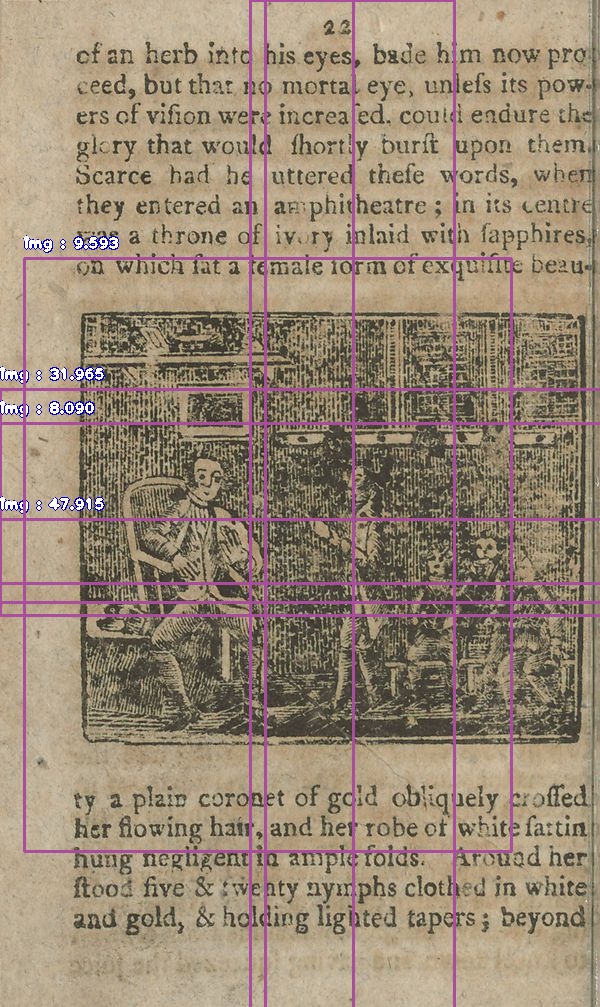 22
of an herb into his eyes, bade him now pro-
ceed, but that no mortal eye, unleſs its pow-
ers of viſion were increaſed, could endure the
glory that would ſhortly burſt upon them.
Scarce had he uttered theſe words, when
they entered an amphitheatre; in its centre
was a throne of ivory inlaid with ſapphires,
on which ſat a female form of exquiſite beau-
Img : 9.593
Img : 31.965
Img : 8.090
Img : 47.915
ty a plain coronet of gold obliquely croſſed
her flowing hair, and her robe of white ſattin
hung negligent in ample folds. Around her
ſtood five & twenty nymphs clothed in white
and gold, & holding lighted tapers; beyond